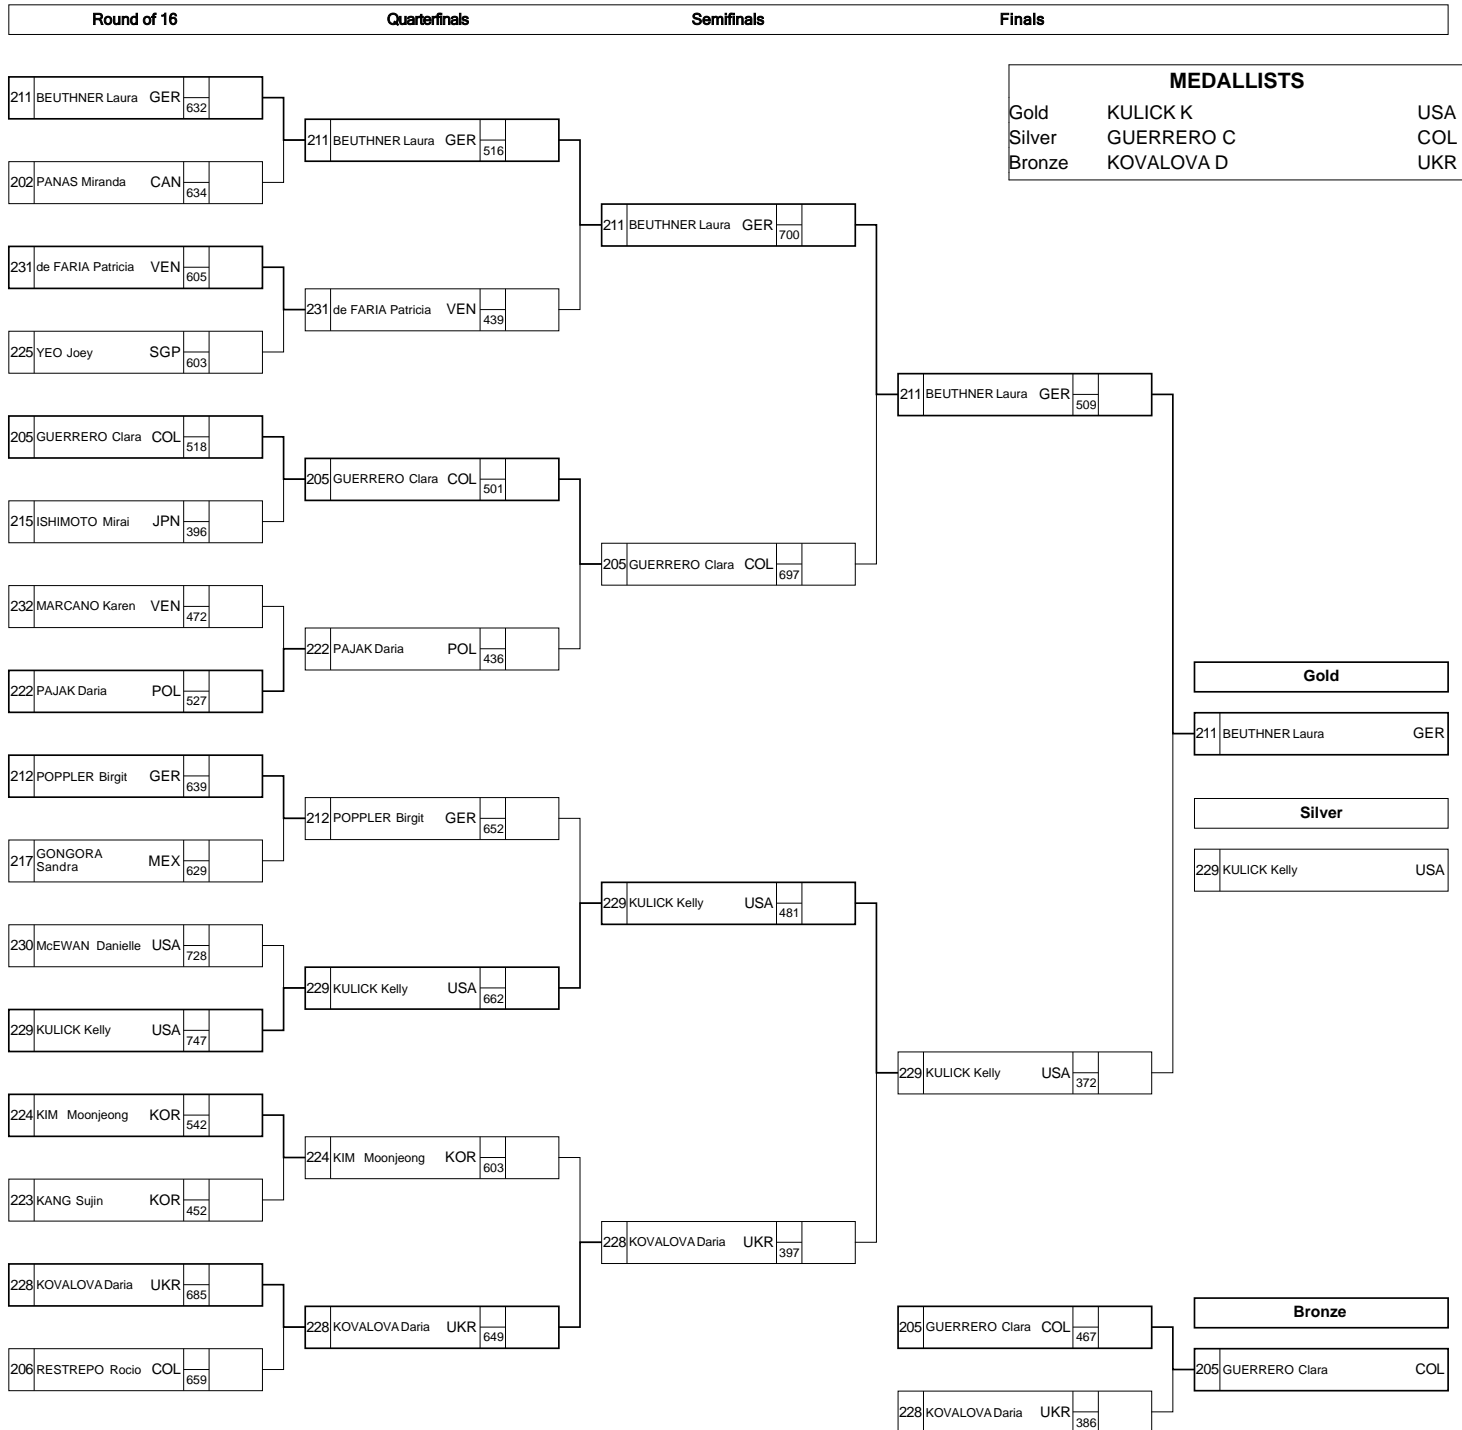 Round of 16 Quarterfinals Semifinals Finals
MEDALLISTS
Gold KULICK K USA
Silver GUERRERO C COL
Bronze KOVALOVA D UKR
211 BEUTHNER Laura GER 632
202 PANAS Miranda CAN 634
231 de FARIA Patricia VEN 605
225 YEO Joey SGP 603
205 GUERRERO Clara COL 518
215 ISHIMOTO Mirai JPN 396
232 MARCANO Karen VEN 472
222 PAJAK Daria POL 527
212 POPPLER Birgit GER 639
217 GONGORA
Sandra MEX 629
230 McEWAN Danielle USA 728
229 KULICK Kelly USA 747
224 KIM Moonjeong KOR 542
223 KANG Sujin KOR 452
228 KOVALOVA Daria UKR 685
206 RESTREPO Rocio COL 659
211 BEUTHNER Laura GER 516
231 de FARIA Patricia VEN 439
205 GUERRERO Clara COL 501
222 PAJAK Daria POL 436
212 POPPLER Birgit GER 652
229 KULICK Kelly USA 662
224 KIM Moonjeong KOR 603
228 KOVALOVA Daria UKR 649
211 BEUTHNER Laura GER 700
205 GUERRERO Clara COL 697
229 KULICK Kelly USA 481
228 KOVALOVA Daria UKR 397
211 BEUTHNER Laura GER 509
229 KULICK Kelly USA 372
205 GUERRERO Clara COL 467
228 KOVALOVA Daria UKR 386
Gold
211 BEUTHNER Laura GER
Silver
229 KULICK Kelly USA
Bronze
205 GUERRERO Clara COL